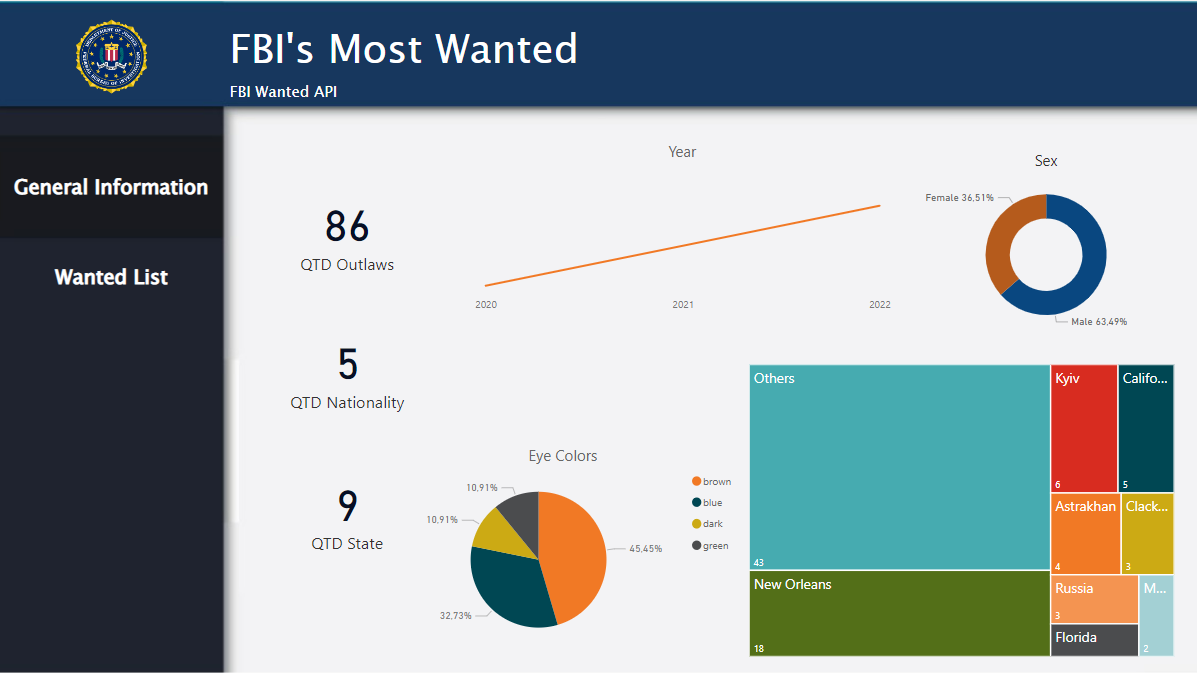 FBI's Most Wanted
FBI Wanted API
General Information
Wanted List
86
QTD Outlaws
5
QTD Nationality
9
QTD State
Year
2020
2021
2022
Sex
Female 36,51%
Male 63,49%
Eye Colors
10,91%
10,91%
32,73%
45,45%
brown
blue
dark
green
Others
43
New Orleans
18
Kyiv
6
Califo...
5
Astrakhan
4
Clack...
3
Russia
3
Florida
M...
2